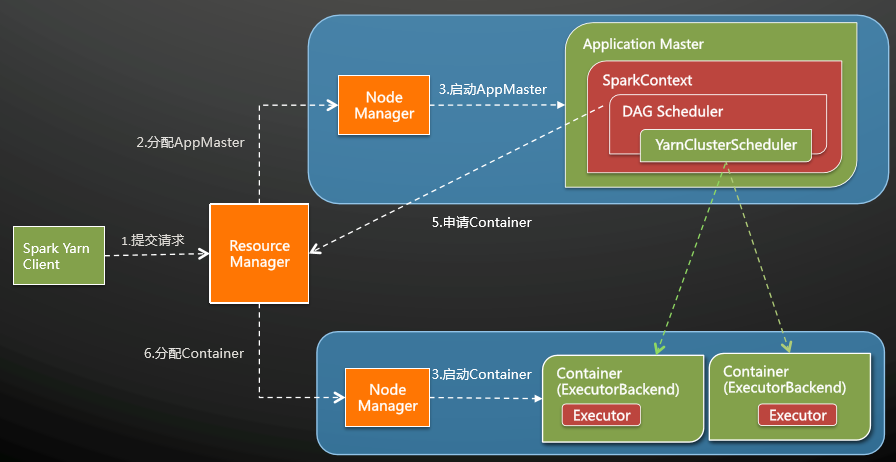 Application Master
SparkContext
DAG Scheduler
YarnClusterScheduler
Node
Manager
3.启动AppMaster
2.分配AppMaster
5.申请Container
Spark Yarn
Client
1.提交请求
Resource
Manager
6.分配Container
Node
Manager
3.启动Container
Container
(ExecutorBackend)
Executor
Container
(ExecutorBackend)
Executor